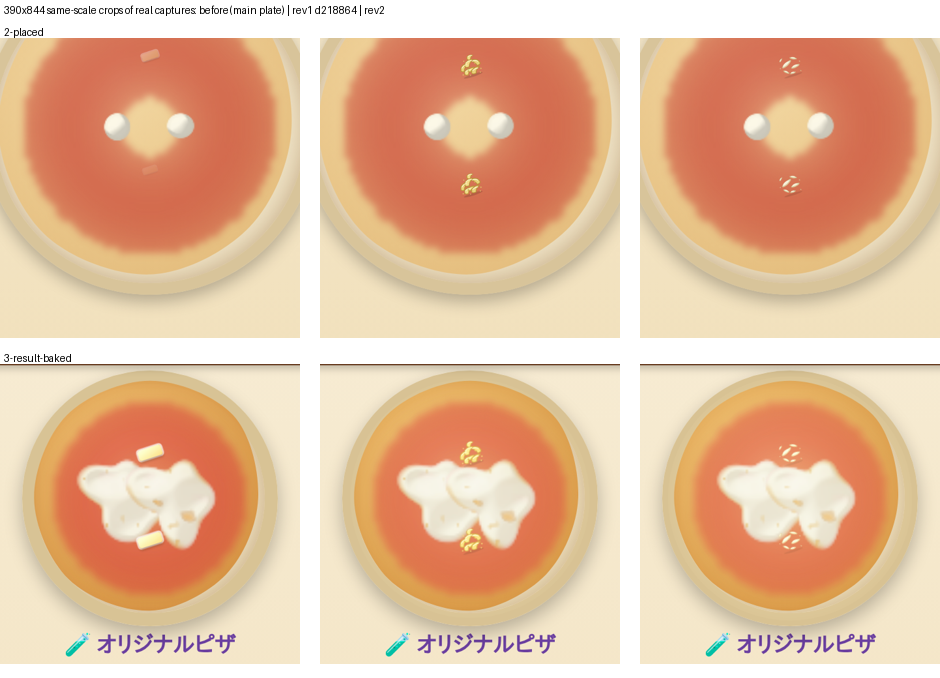 390x844 same-scale crops of real captures: before (main plate) | rev1 d218864 | rev2
2-placed
3-result-baked
オリジナルピザ オリジナルピザ オリジナルピザ